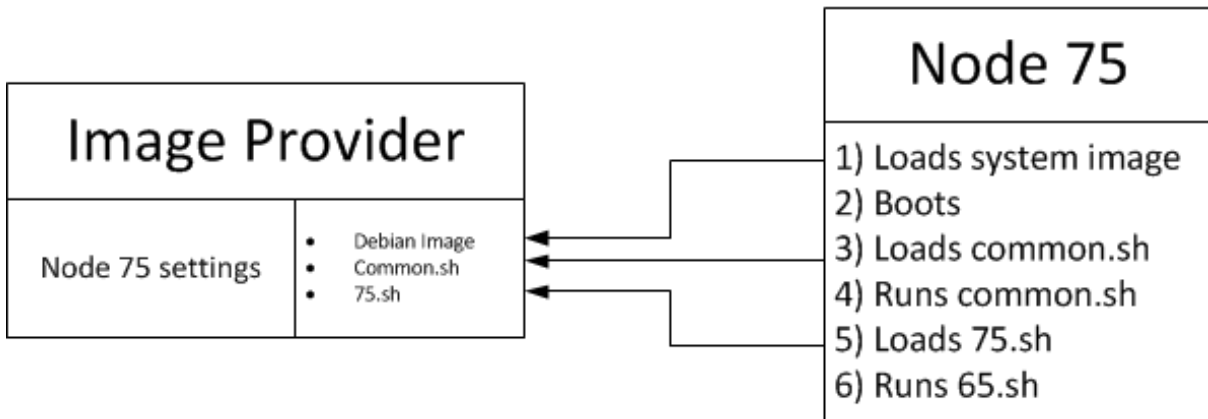 Image Provider
Node 75 settings
• Debian Image
• Common.sh
• 75.sh
Node 75
1) Loads system image
2) Boots
3) Loads common.sh
4) Runs common.sh
5) Loads 75.sh
6) Runs 65.sh